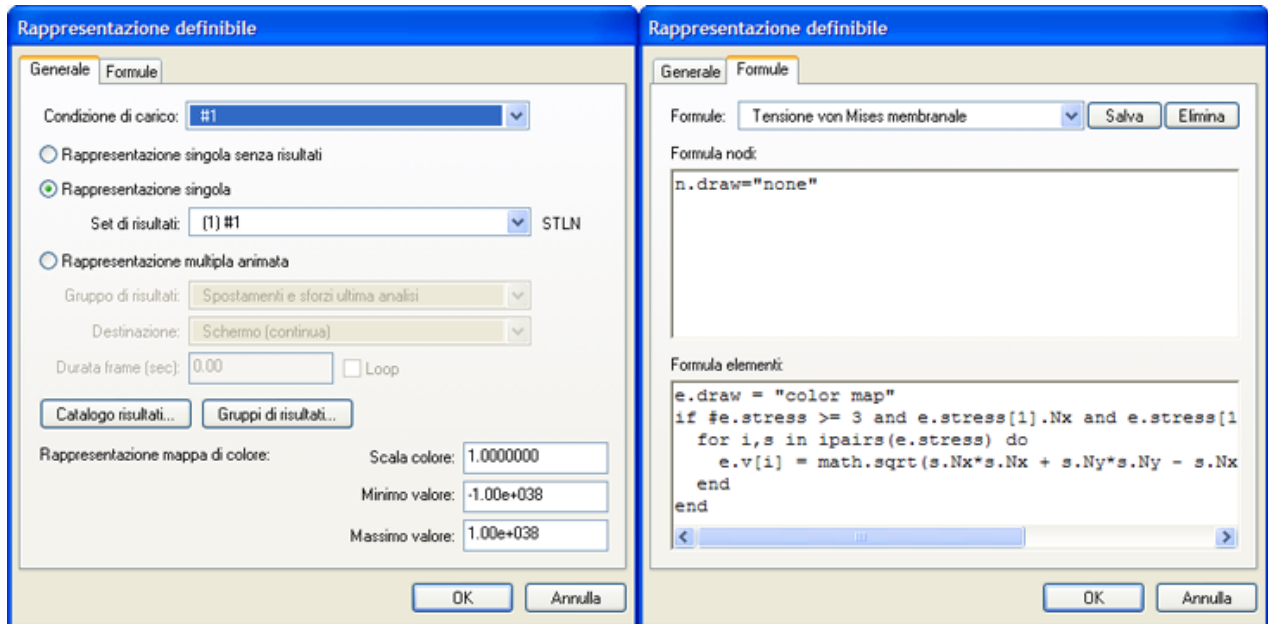 Rappresentazione definibile
Generale Formule
Condizione di carico: #1
Rappresentazione singola senza risultati
Rappresentazione singola
Set di risultati: (1) #1 STLN
Rappresentazione multipla animata
Gruppo di risultati: Spostamenti e sforzi ultima analisi
Destinazione: Schermo (continua)
Durata frame (sec): 0.00 Loop
Catalogo risultati... Gruppi di risultati...
Rappresentazione mappa di colore: Scala colore: 1.0000000
Minimo valore: -1.00e+038
Massimo valore: 1.00e+038
OK Annulla
Rappresentazione definibile
Generale Formule
Formule: Tensione von Mises membranale Salva Elimina
Formula nodi:
n.draw="none"
Formula elementi:
e.draw = "color map"
if #e.stress >= 3 and e.stress[1].Nx and e.stress[1
for i,s in ipairs(e.stress) do
e.v[i] = math.sqrt(s.Nx*s.Nx + s.Ny*s.Ny - s.Nx
end
end
OK Annulla